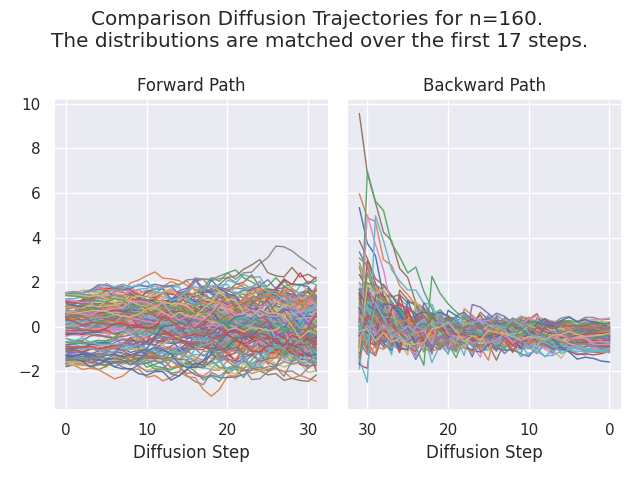 Comparison Diffusion Trajectories for n=160.
The distributions are matched over the first 17 steps.
Forward Path
Backward Path
10
8
6
4
2
0
−2
0
10
20
30
30
20
10
0
Diffusion Step
Diffusion Step